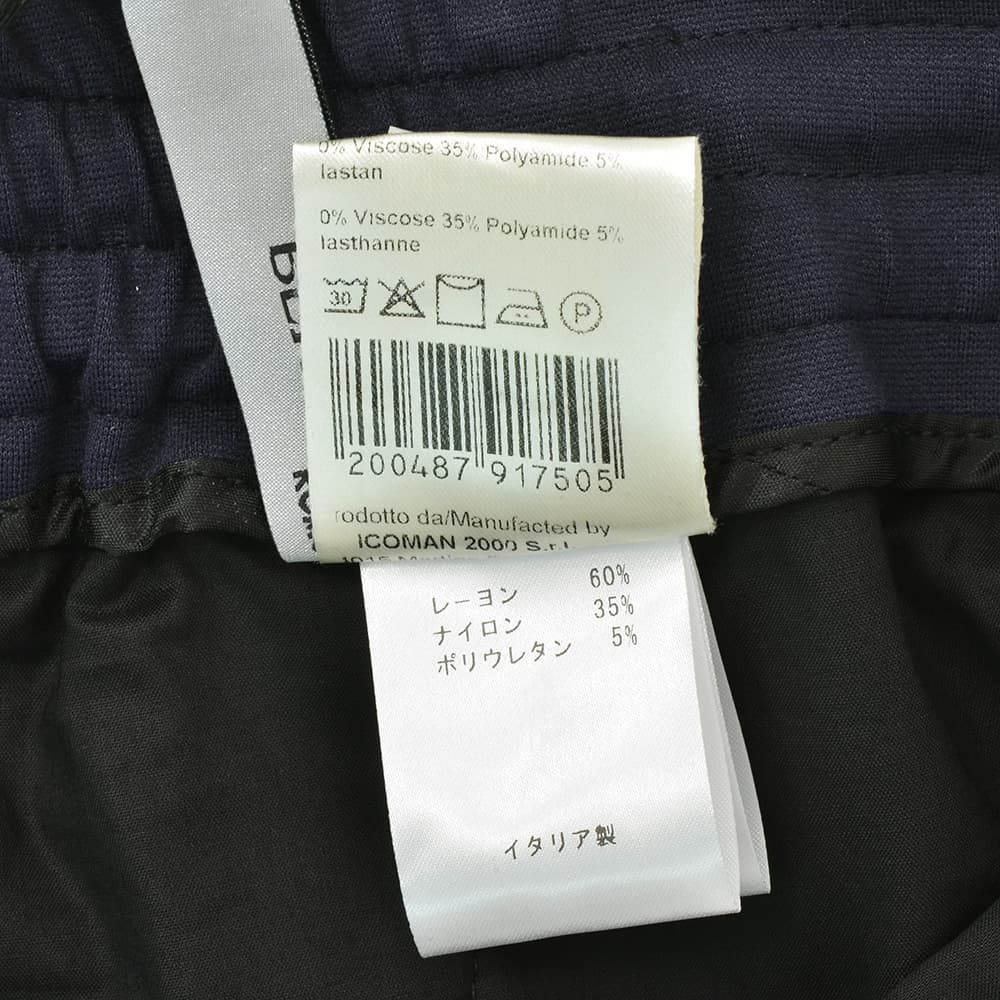 0% Viscose 35% Polyamide 5%
lastan
0% Viscose 35% Polyamide 5%
lasthanne
30
P
200487 917505
rodotto da/Manufacted by
ICOMAN 2000 S.r.l
レーヨン 60%
ナイロン 35%
ポリウレタン 5%
イタリア製